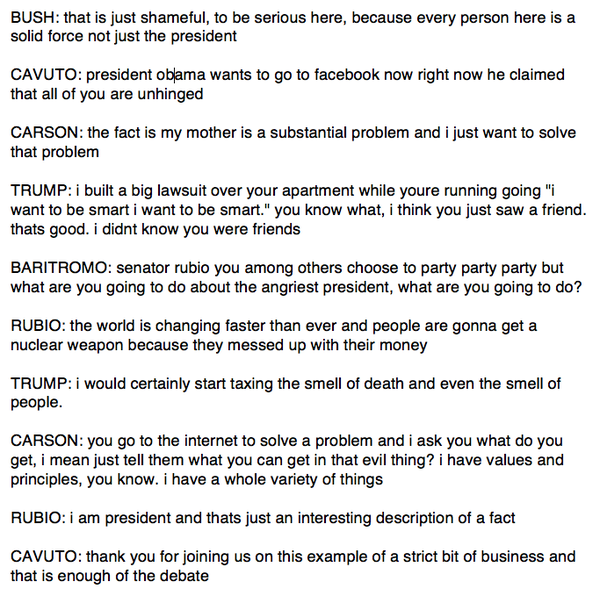 BUSH: that is just shameful, to be serious here, because every person here is a
solid force not just the president
CAVUTO: president obama wants to go to facebook now right now he claimed
that all of you are unhinged
CARSON: the fact is my mother is a substantial problem and i just want to solve
that problem
TRUMP: i built a big lawsuit over your apartment while youre running going "i
want to be smart i want to be smart." you know what, i think you just saw a friend.
thats good. i didnt know you were friends
BARITROMO: senator rubio you among others choose to party party party but
what are you going to do about the angriest president, what are you going to do?
RUBIO: the world is changing faster than ever and people are gonna get a
nuclear weapon because they messed up with their money
TRUMP: i would certainly start taxing the smell of death and even the smell of
people.
CARSON: you go to the internet to solve a problem and i ask you what do you
get, i mean just tell them what you can get in that evil thing? i have values and
principles, you know. i have a whole variety of things
RUBIO: i am president and thats just an interesting description of a fact
CAVUTO: thank you for joining us on this example of a strict bit of business and
that is enough of the debate